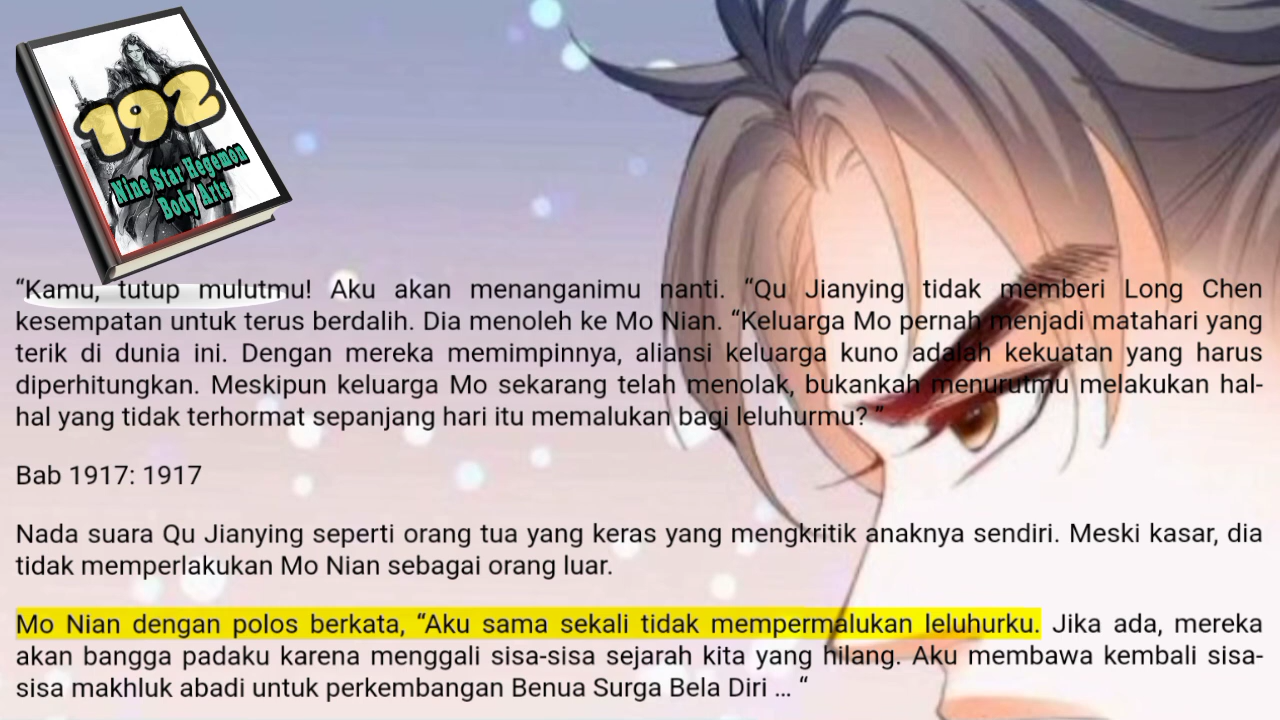 192
Nine Star Hegemon
Body Arts
“Kamu, tutup mulutmu! Aku akan menanganimu nanti. “Qu Jianying tidak memberi Long Chen
kesempatan untuk terus berdalih. Dia menoleh ke Mo Nian. “Keluarga Mo pernah menjadi matahari yang
terik di dunia ini. Dengan mereka memimpinnya, aliansi keluarga kuno adalah kekuatan yang harus
diperhitungkan. Meskipun keluarga Mo sekarang telah menolak, bukankah menurutmu melakukan hal-
hal yang tidak terhormat sepanjang hari itu memalukan bagi leluhurmu? ”
Bab 1917: 1917
Nada suara Qu Jianying seperti orang tua yang keras yang mengkritik anaknya sendiri. Meski kasar, dia
tidak memperlakukan Mo Nian sebagai orang luar.
Mo Nian dengan polos berkata, “Aku sama sekali tidak mempermalukan leluhurku. Jika ada, mereka
akan bangga padaku karena menggali sisa-sisa sejarah kita yang hilang. Aku membawa kembali sisa-
sisa makhluk abadi untuk perkembangan Benua Surga Bela Diri … “